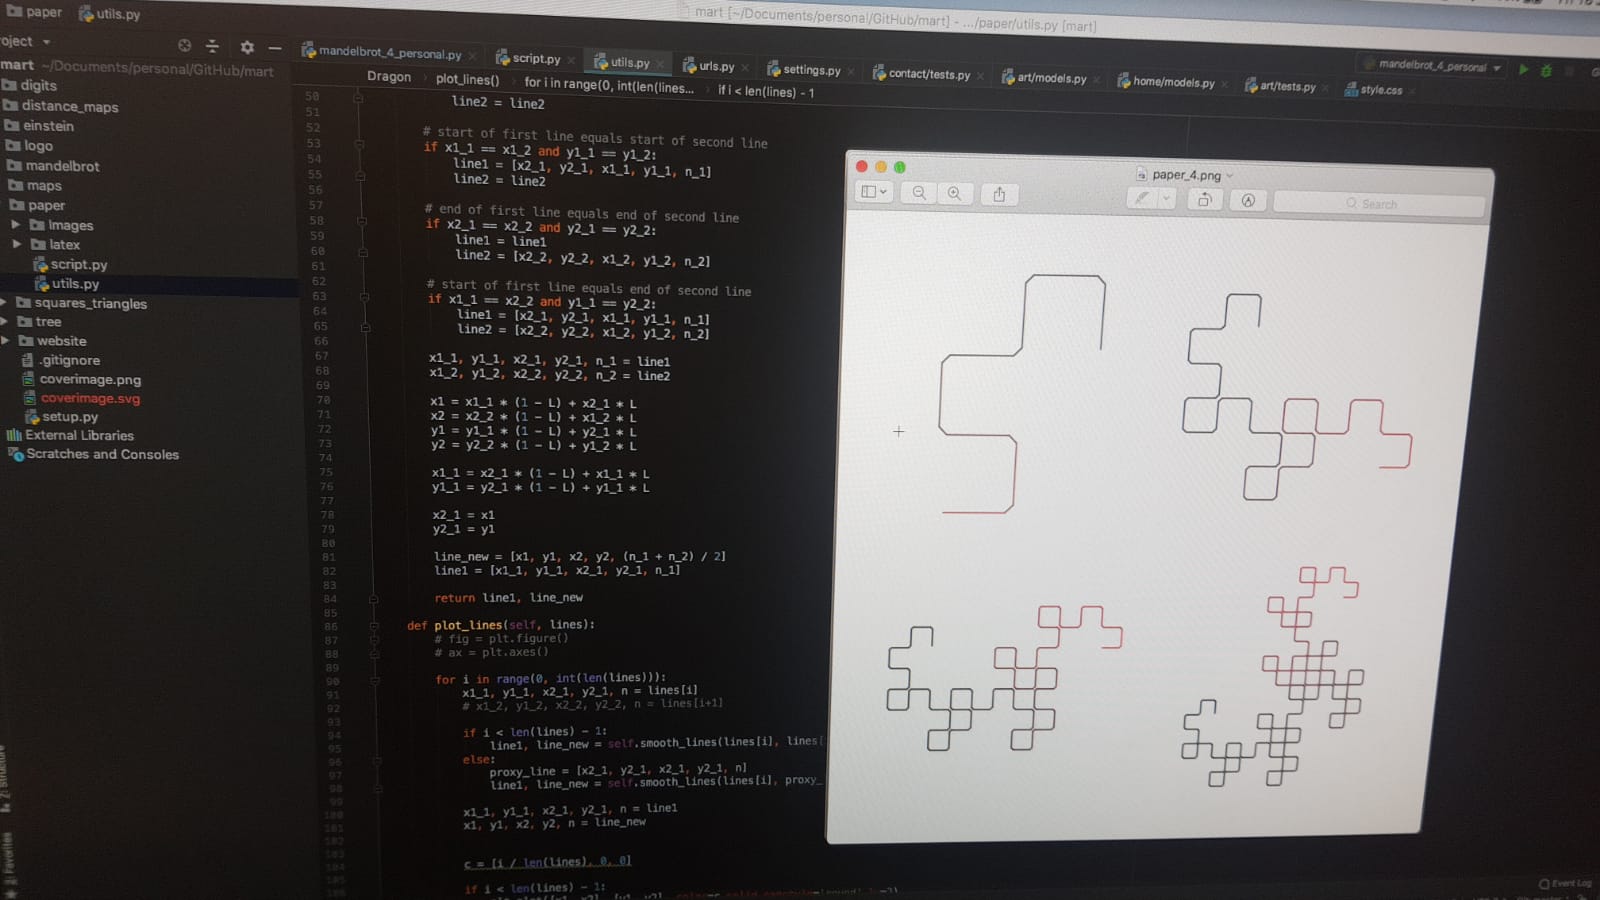 paper utils.py
mart [~/Documents/personal/GitHub/mart] - .../paper/utils.py [mart]
oject
mart ~/Documents/personal/GitHub/mart
digits
distance_maps
einstein
logo
mandelbrot
maps
paper
Images
latex
script.py
utils.py
squares_triangles
tree
website
.gitignore
coverimage.png
coverimage.svg
setup.py
External Libraries
Scratches and Consoles
mandelbrot_4_personal.py script.py utils.py urls.py settings.py contact/tests.py art/models.py home/models.py art/tests.py style.css
mandelbrot_4_personal
Dragon plot_lines() for i in range(0, int(len(lines... if i < len(lines) - 1
50 line2 = line2
51
52 # start of first line equals start of second line
53 if x1_1 == x1_2 and y1_1 == y1_2:
54 line1 = [x2_1, y2_1, x1_1, y1_1, n_1]
55 line2 = line2
56
57 # end of first line equals end of second line
58 if x2_1 == x2_2 and y2_1 == y2_2:
59 line1 = line1
60 line2 = [x2_2, y2_2, x1_2, y1_2, n_2]
61
62 # start of first line equals end of second line
63 if x1_1 == x2_2 and y1_1 == y2_2:
64 line1 = [x2_1, y2_1, x1_1, y1_1, n_1]
65 line2 = [x2_2, y2_2, x1_2, y1_2, n_2]
66
67 x1_1, y1_1, x2_1, y2_1, n_1 = line1
68 x1_2, y1_2, x2_2, y2_2, n_2 = line2
69
70 x1 = x1_1 * (1 - L) + x2_1 * L
71 x2 = x2_2 * (1 - L) + x1_2 * L
72 y1 = y1_1 * (1 - L) + y2_1 * L
73 y2 = y2_2 * (1 - L) + y1_2 * L
74
75 x1_1 = x2_1 * (1 - L) + x1_1 * L
76 y1_1 = y2_1 * (1 - L) + y1_1 * L
77
78 x2_1 = x1
79 y2_1 = y1
80
81 line_new = [x1, y1, x2, y2, (n_1 + n_2) / 2]
82 line1 = [x1_1, y1_1, x2_1, y2_1, n_1]
83
84 return line1, line_new
85
86 def plot_lines(self, lines):
87 # fig = plt.figure()
88 # ax = plt.axes()
89
90 for i in range(0, int(len(lines))):
91 x1_1, y1_1, x2_1, y2_1, n = lines[i]
92 # x1_2, y1_2, x2_2, y2_2, n = lines[i+1]
93
94 if i < len(lines) - 1:
95 line1, line_new = self.smooth_lines(lines[i], lines[
96 else:
97 proxy_line = [x2_1, y2_1, x2_1, y2_1, n]
98 line1, line_new = self.smooth_lines(lines[i], proxy_
99
100 x1_1, y1_1, x2_1, y2_1, n = line1
101 x1, y1, x2, y2, n = line_new
102
103
104 c = [i / len(lines), 0, 0]
105
if i < len(lines) - 1:
paper_4.png
Search
Z: Structure
2: Favorites
Event Log